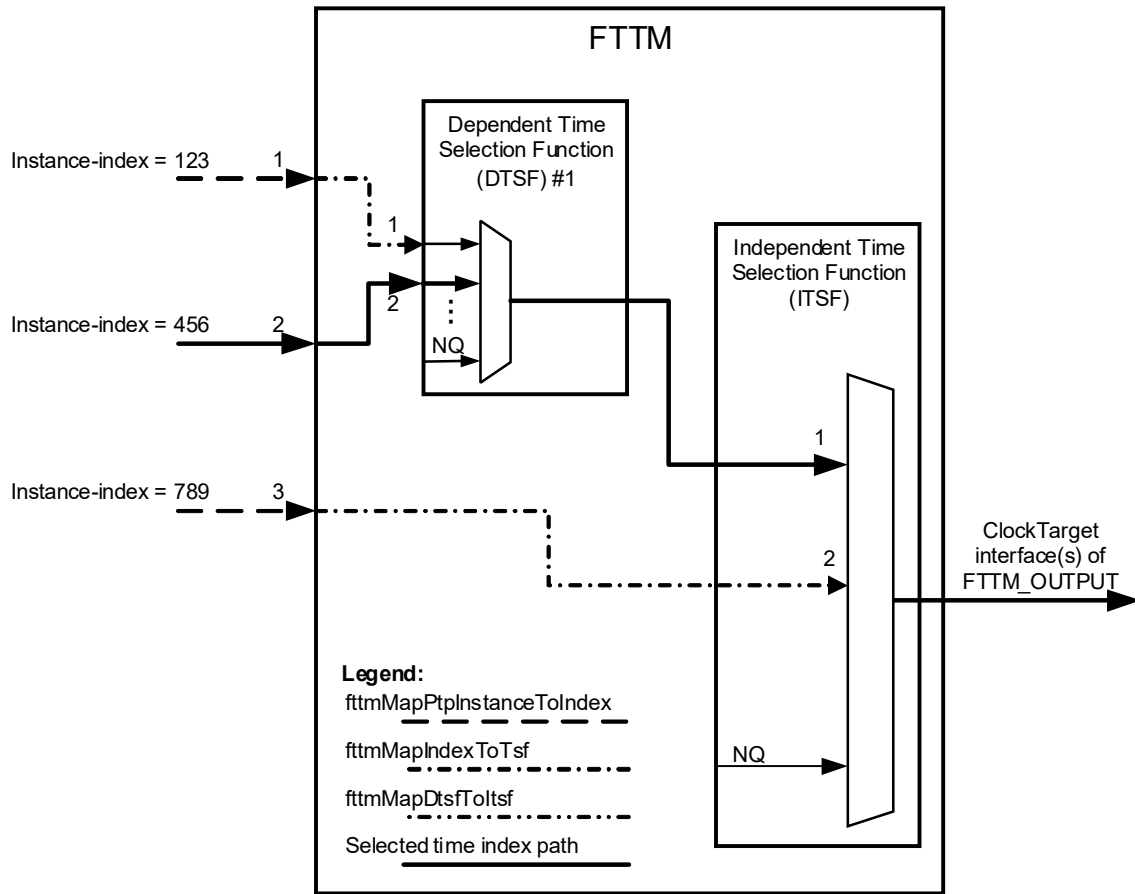 FTTM
Dependent Time
Selection Function
(DTSF) #1
Instance-index = 123
1
1
Independent Time
Selection Function
(ITSF)
2
Instance-index = 456
2
⋮
NQ
1
Instance-index = 789
3
ClockTarget
interface(s) of
FTTM_OUTPUT
2
Legend:
fttmMapPtpInstanceToIndex
fttmMapIndexToTsf
NQ
fttmMapDtsfToItsf
Selected time index path